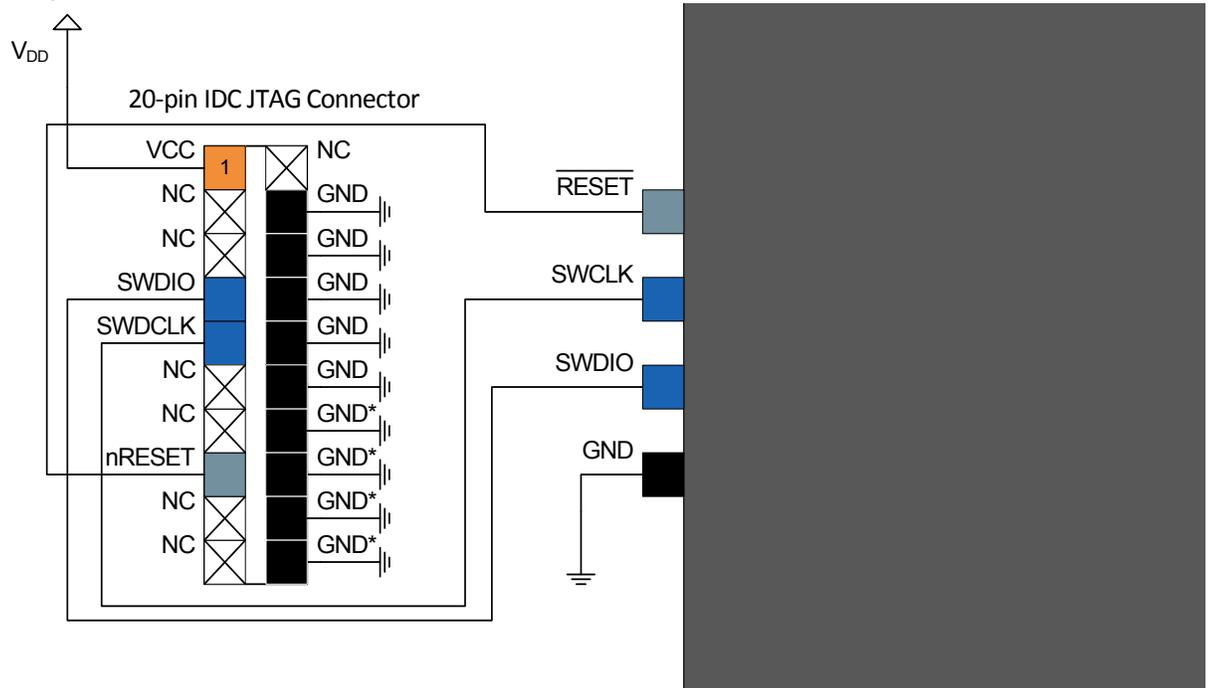 V_DD
20-pin IDC JTAG Connector
VCC 1 NC
NC GND
NC GND
SWDIO GND
SWDCLK GND
NC GND
NC GND*
nRESET GND*
NC GND*
NC GND*
RESET
SWCLK
SWDIO
GND